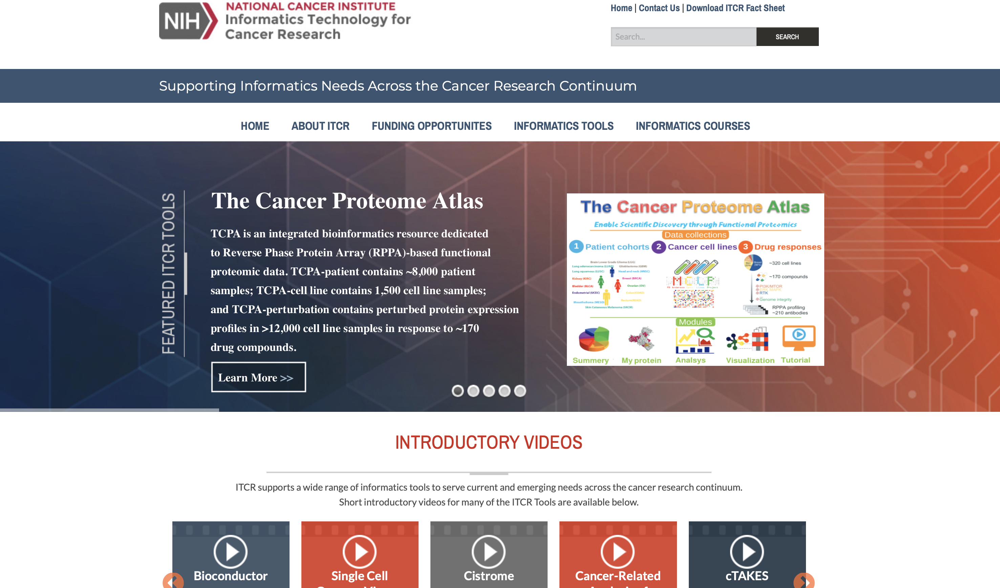 NIH
NATIONAL CANCER INSTITUTE
Informatics Technology for
Cancer Research
Home | Contact Us | Download ITCR Fact Sheet
Search...
SEARCH
Supporting Informatics Needs Across the Cancer Research Continuum
HOME ABOUT ITCR FUNDING OPPORTUNITES INFORMATICS TOOLS INFORMATICS COURSES
FEATURED ITCR TOOLS
The Cancer Proteome Atlas
TCPA is an integrated bioinformatics resource dedicated
to Reverse Phase Protein Array (RPPA)-based functional
proteomic data. TCPA-patient contains ~8,000 patient
samples; TCPA-cell line contains 1,500 cell line samples;
and TCPA-perturbation contains perturbed protein expression
profiles in >12,000 cell line samples in response to ~170
drug compounds.
Learn More >>
The Cancer Proteome Atlas
Enable Scientific Discovery through Functional Proteomics
Data collections
1 Patient cohorts 2 Cancer cell lines 3 Drug responses
Brain Lower Grade Glioma (LGG)
Lung adenocarcinoma (LUAD) Glioblastoma (GBM)
Lung squamous (LUSC) Head and neck (HNSC)
Kidney (KIRC) Breast (BRCA)
Bladder (BLCA) Ovarian (OV)
Endometrial (UCEC) Colon(COAD)
Mesothelioma (MESO) Rectum(READ)
Skin Cutaneous Melanoma (SKCM)
MCLP
MD Anderson Cell Lines Project
~320 cell lines
~170 compounds
PI3K/MTOR
ERK MAPK
RTK
...
Genome integrity
RPPA profiling
~210 antibodies
Modules
Summery My protein Analsys Visualization Tutorial
INTRODUCTORY VIDEOS
ITCR supports a wide range of informatics tools to serve current and emerging needs across the cancer research continuum.
Short introductory videos for many of the ITCR Tools are available below.
Bioconductor
Single Cell
Cistrome
Cancer-Related
cTAKES